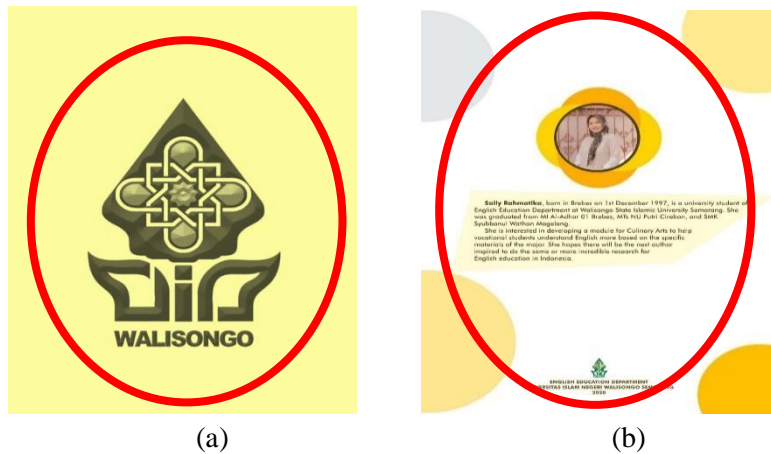 WALISONGO
Saily Rahmatika, born in Brebes on 1st December 1997, is a university student of
English Education Department at Walisongo State Islamic University Semarang. She
was graduated from MI Al-Adhar 01 Brebes, MTs NU Putri Cirebon, and SMK
Syubbanul Wathon Magelang.
She is interested in developing a module for Culinary Arts to help
vocational students understand English more based on the specific
materials of the major. She hopes there will be the next author
inspired to do the same or more incredible research for
English education in Indonesia.
ENGLISH EDUCATION DEPARTMENT
ISLAM NEGERI WALISONGO
2020
(a) (b)